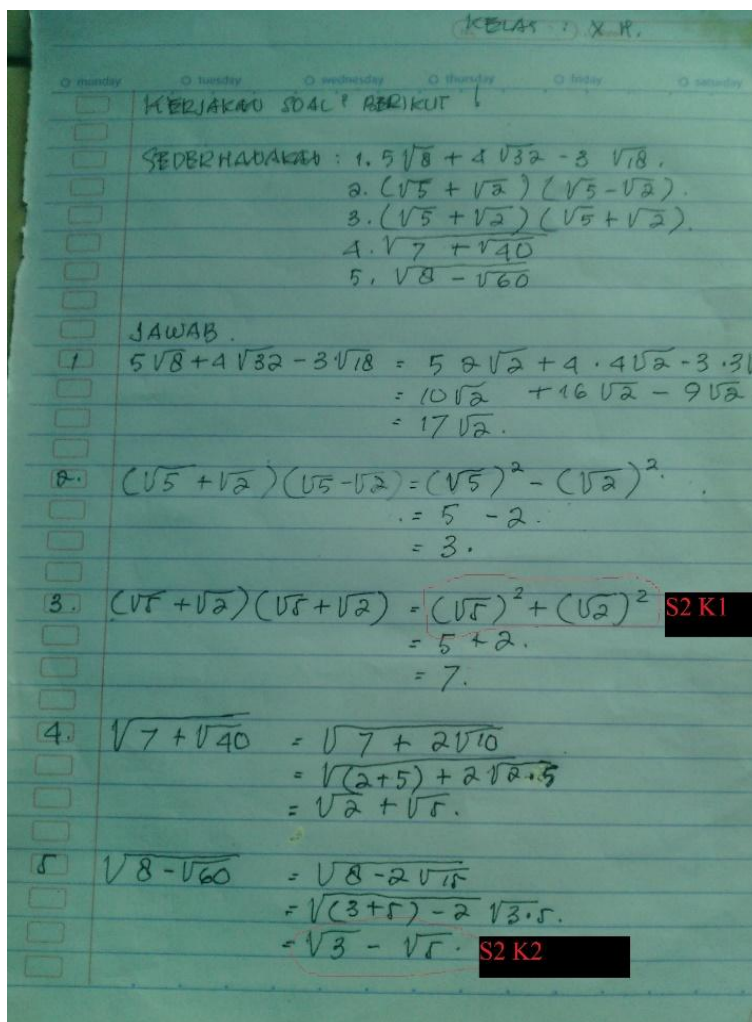 KELAS : X H.
monday tuesday wednesday thursday friday saturday
KERJAKAN SOAL² BERIKUT !
SEDERHANAKAN : 1. 5√8 + 4√32 - 3√18.
2. (√5 + √2)(√5 - √2).
3. (√5 + √2)(√5 + √2).
4. √(7 + √40)
5. √(8 - √60)
JAWAB.
1 5√8 + 4√32 - 3√18 = 5 2√2 + 4 · 4√2 - 3 · 3√
= 10√2 + 16√2 - 9√2
= 17√2.
2. (√5 + √2)(√5 - √2) = (√5)² - (√2)².
= 5 - 2.
= 3.
3. (√5 + √2)(√5 + √2) = (√5)² + (√2)² S2 K1
= 5 + 2.
= 7.
4. √(7 + √40) = √(7 + 2√10)
= √((2+5) + 2√2·5)
= √2 + √5.
5 √(8 - √60) = √(8 - 2√15)
= √((3+5) - 2√3·5).
= √3 - √5. S2 K2